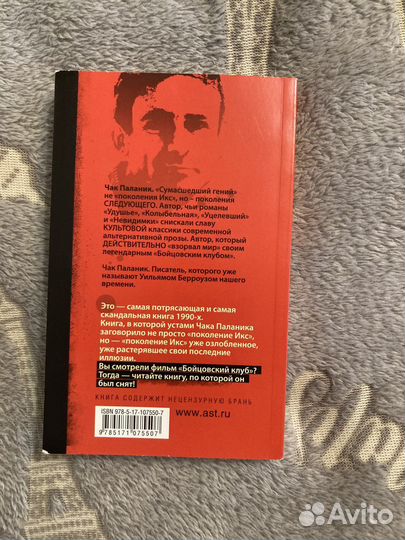 Чак Паланик. «Сумасшедший гений»
не «поколения Икс», но – поколения
СЛЕДУЮЩЕГО. Автор, чьи романы
"Удушье", «Колыбельная», «Уцелевший»
и «Невидимки» снискали славу
КУЛЬТОВОЙ классики современной
альтернативной прозы. Автор, который
ДЕЙСТВИТЕЛЬНО «взорвал мир» своим
легендарным «Бойцовским клубом».
Чак Паланик. Писатель, которого уже
называют Уильямом Берроузом нашего
времени.
Это — самая потрясающая и самая
скандальная книга 1990-х.
Книга, в которой устами Чака Паланика
заговорило не просто «поколение Икс»,
но — «поколение Икс» уже озлобленное,
уже растерявшее свои последние
иллюзии.
Вы смотрели фильм «Бойцовский клуб»?
Тогда — читайте книгу, по которой он
был снят!
КНИГА СОДЕРЖИТ НЕЦЕНЗУРНУЮ БРАНЬ
www.ast.ru
ISBN 978-5-17-107550-7
9 785171 075507
Avito